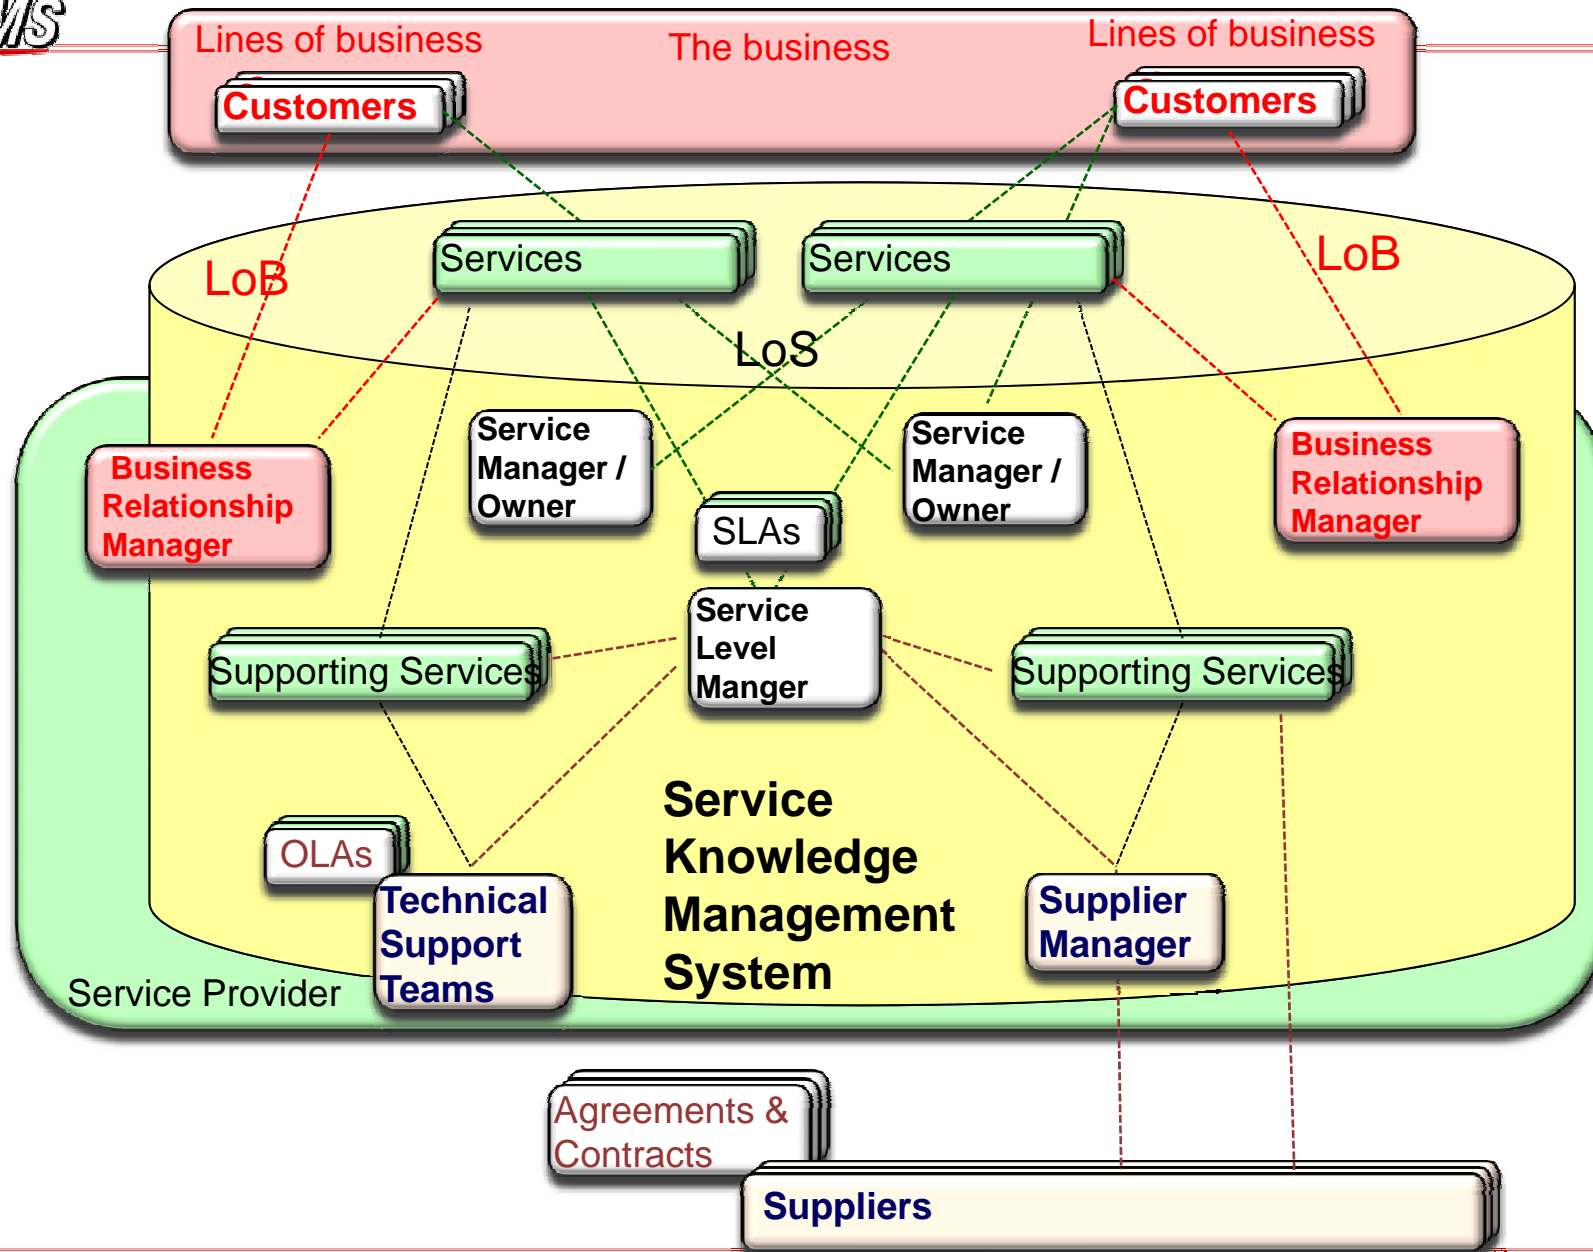 MS
Lines of business
The business
Lines of business
Customers
Customers
Services
Services
LoB
LoB
LoS
Service
Manager /
Owner
Service
Manager /
Owner
Business
Relationship
Manager
Business
Relationship
Manager
SLAs
Service
Level
Manger
Supporting Services
Supporting Services
OLAs
Technical
Support
Teams
Service
Knowledge
Management
System
Supplier
Manager
Service Provider
Agreements &
Contracts
Suppliers